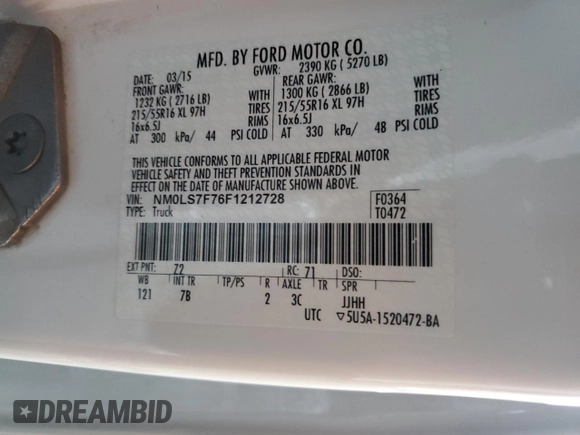 MFD. BY FORD MOTOR CO.
DATE: 03/15 GVWR: 2390 KG ( 5270 LB)
FRONT GAWR: REAR GAWR:
1232 KG ( 2716 LB) WITH 1300 KG ( 2866 LB) WITH
215/55R16 XL 97H TIRES 215/55R16 XL 97H TIRES
16x6.5J RIMS 16x6.5J RIMS
AT 300 kPa/ 44 PSI COLD AT 330 kPa/ 48 PSI COLD
THIS VEHICLE CONFORMS TO ALL APPLICABLE FEDERAL MOTOR
VEHICLE SAFETY AND THEFT PREVENTION STANDARDS IN
EFFECT ON THE DATE OF MANUFACTURE SHOWN ABOVE.
VIN: NM0LS7F76F1212728 F0364
TYPE: Truck T0472
EXT PNT: 72 RC: 71 DSO:
WB INT TR TP/PS R AXLE TR SPR
121 7B 2 3C JJHH
UTC ▽5U5A-1520472-BA
DREAMBID